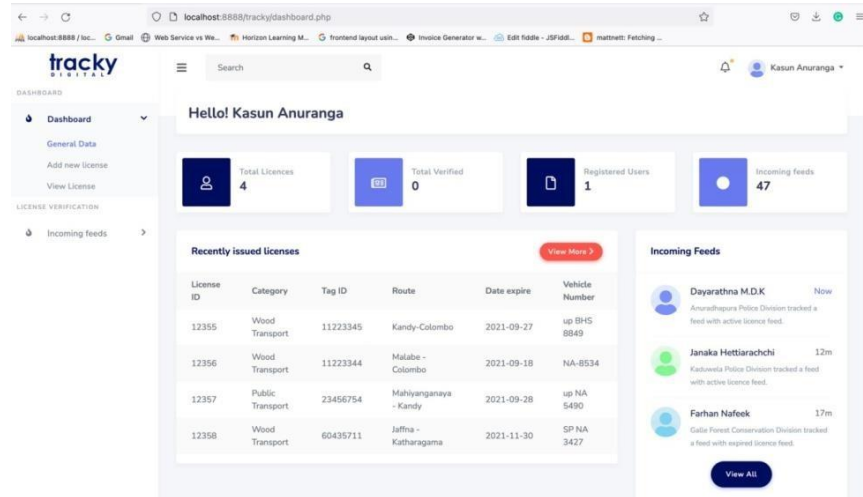 localhost:8888/tracky/dashboard.php
localhost:8888 / loc... Gmail Web Service vs We... Horizon Learning M... frontend layout usin... Invoice Generator w... Edit fiddle - JSFiddl... mattnett: Fetching ...
tracky
DIGITAL
Search
Kasun Anuranga
DASHBOARD
Dashboard
General Data
Add new license
View License
LICENSE VERIFICATION
Incoming feeds
Hello! Kasun Anuranga
Total Licences
4
Total Verified
0
Registered Users
1
Incoming feeds
47
Recently issued licenses
View More
License ID Category Tag ID Route Date expire Vehicle Number
12355 Wood Transport 11223345 Kandy-Colombo 2021-09-27 up BHS 8849
12356 Wood Transport 11223344 Malabe - Colombo 2021-09-18 NA-8534
12357 Public Transport 23456754 Mahiyanganaya - Kandy 2021-09-28 up NA 5490
12358 Wood Transport 60435711 Jaffna - Katharagama 2021-11-30 SP NA 3427
Incoming Feeds
Dayarathna M.D.K Now
Anuradhapura Police Division tracked a
feed with active licence feed.
Janaka Hettiarachchi 12m
Kaduwela Police Division tracked a feed
with active licence feed.
Farhan Nafeek 17m
Galle Forest Conservation Division tracked
a feed with expired licence feed.
View All